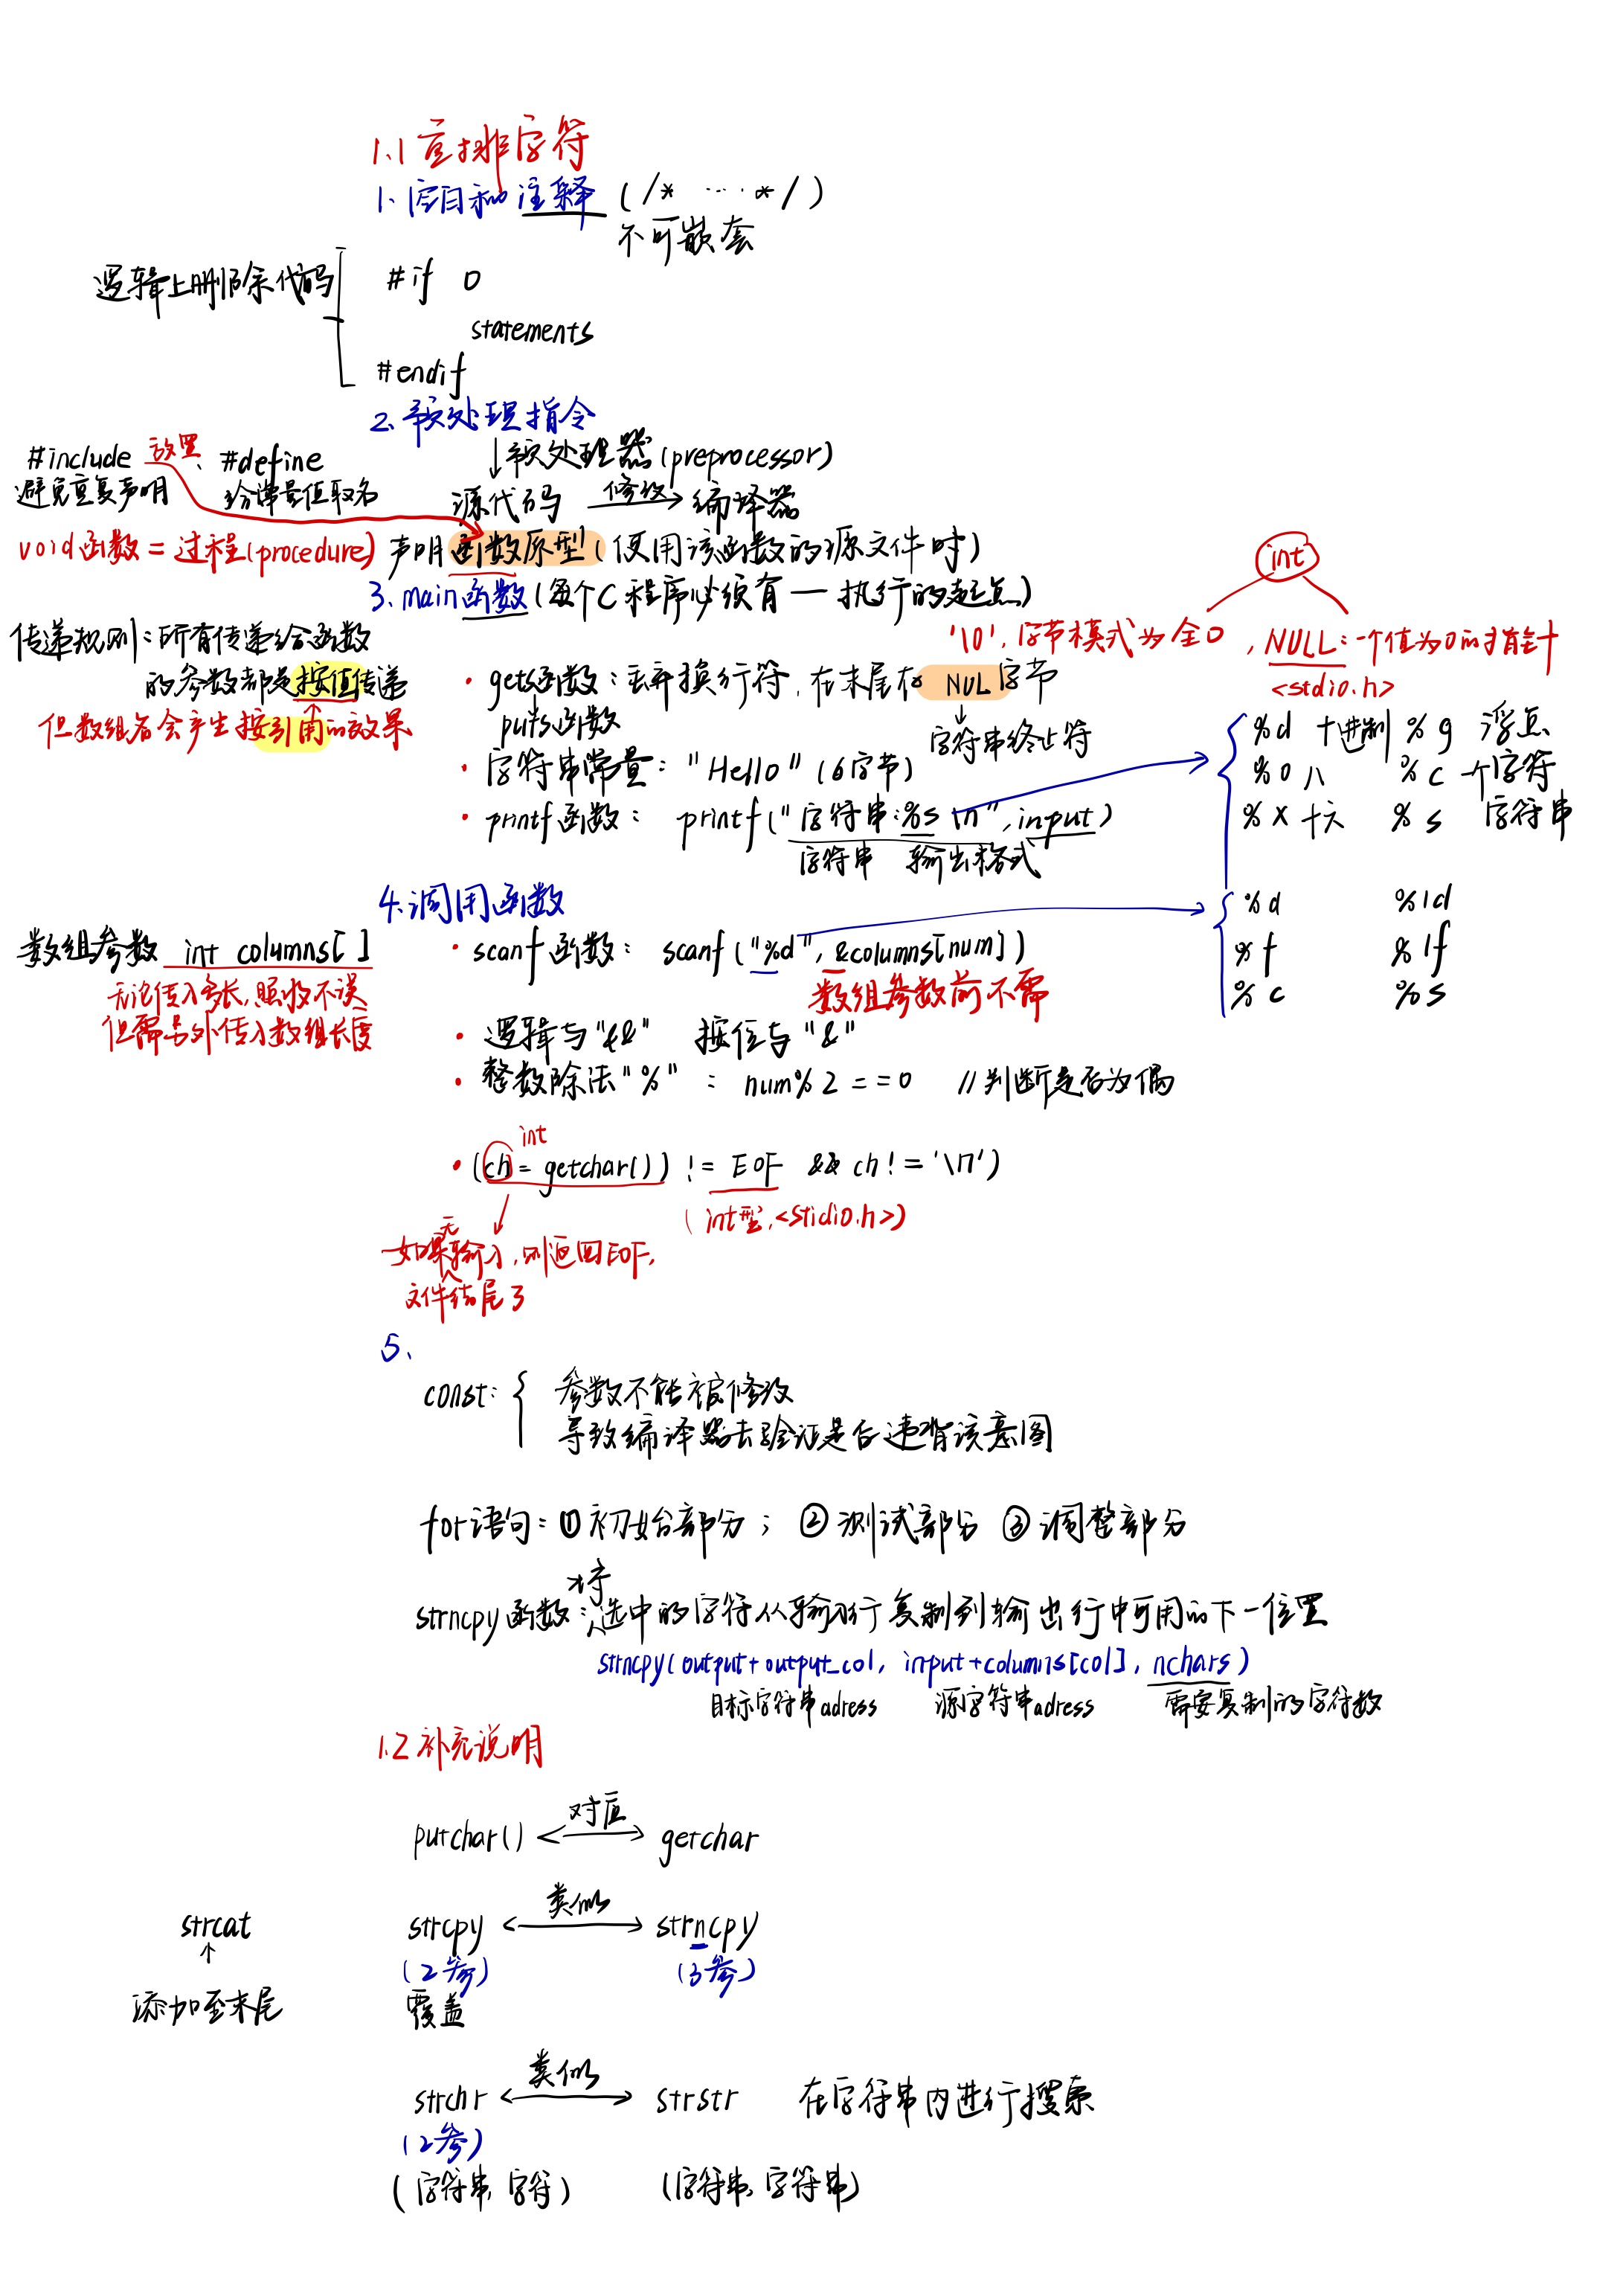 1.1 重排字符
1. 空白和注释 (/* ... */)
不可嵌套
逻辑上删除代码
#if 0
statements
#endif
2. 预处理指令
#include 放置、#define
避免重复声明 给常量值取名
↓预处理器(preprocessor)
源代码 修改→ 编译器
void函数=过程(procedure) 声明函数原型(使用该函数的源文件时)
3. main函数(每个C程序必须有一执行的起点)
传递规则:所有传递给函数
的参数都是按值传递
但数组名会产生按引用的效果
int
'\0',字节模式为全0,NULL:一个值为0的指针
<stdio.h>
• gets函数:丢弃换行符,在末尾存NUL字节
puts函数
字符串终止符
• 字符串常量:"Hello"(6字节)
• printf函数: printf("字符串:%s \n",input)
字符串 输出格式
%d 十进制 %g 浮点
%o 八 %c 一个字符
%x 十六 %s 字符串
4.调用函数
数组参数 int columns[]
无论传入多长,照收不误
但需另外传入数组长度
• scanf函数: scanf("%d",&columns[num])
数组参数前不需
%d %ld
%f %lf
%c %s
• 逻辑与"&&" 按位与"&"
• 整数除法"%" : num%2==0 //判断是否为偶
int
• (ch=getchar()) != EOF && ch!='\n')
(int型,<stidio.h>)
如果无输入,则返回EOF,
文件结尾了
5、
const: { 参数不能被修改
导致编译器去验证是否违背该意图
for语句:①初始部分; ②测试部分 ③调整部分
strncpy函数:对于选中的字符从输入行复制到输出行中可用的下一位置
strncpy(output+output_col, input+columns[col], nchars)
目标字符串adress 源字符串adress 需要复制的字符数
1.2 补充说明
putchar() <对应> getchar
strcat
↑
添加至末尾
strcpy <类似> strncpy
(2参) (3参)
覆盖
strchr <类似> strstr 在字符串内进行搜索
(2参)
(字符串,字符) (字符串,字符串)